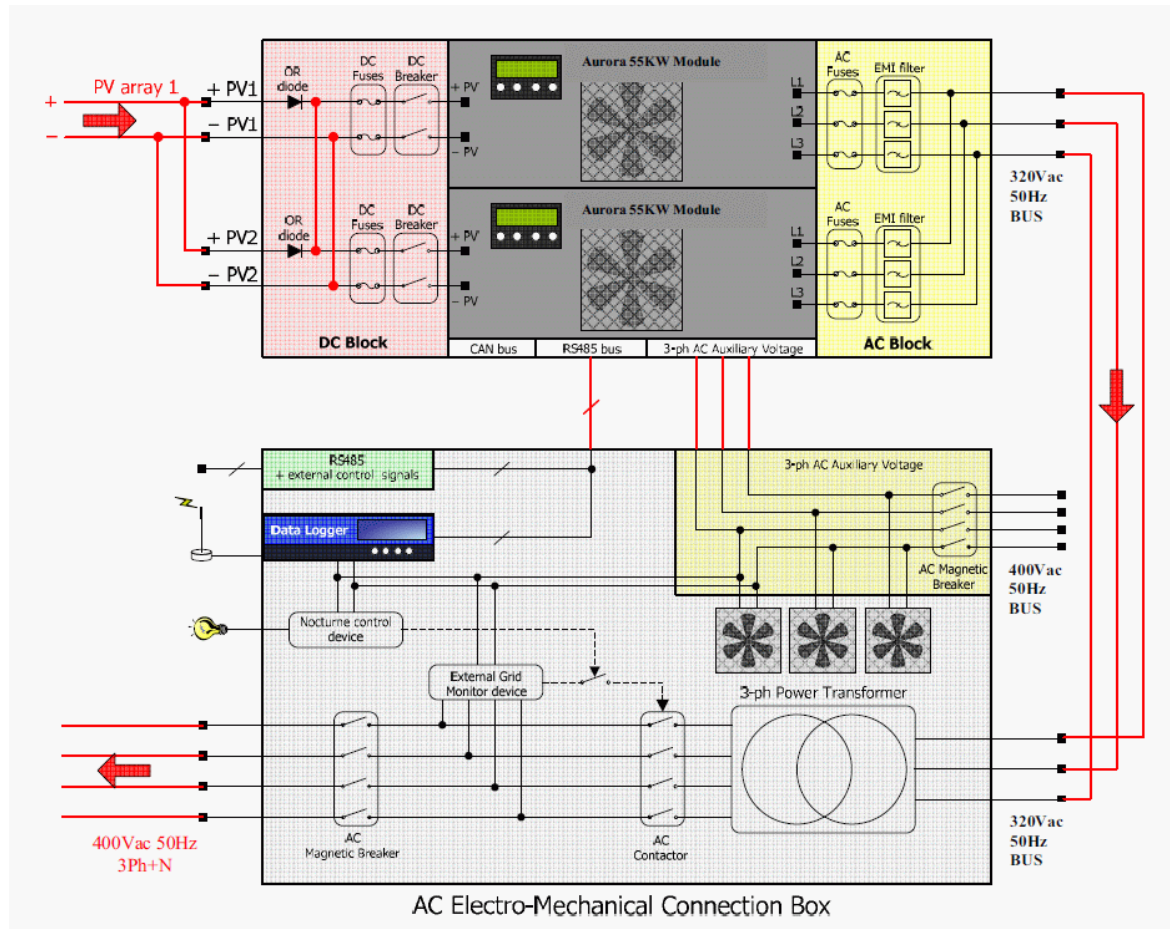 PV array 1
+
−
+ PV1
− PV1
OR
diode
DC
Fuses
DC
Breaker
+ PV
− PV
Aurora 55KW Module
L1
L2
L3
AC
Fuses
EMI filter
320Vac
50Hz
BUS
+ PV2
− PV2
OR
diode
DC
Fuses
DC
Breaker
+ PV
− PV
Aurora 55KW Module
L1
L2
L3
AC
Fuses
EMI filter
DC Block
CAN bus
RS485 bus
3-ph AC Auxiliary Voltage
AC Block
RS485
+ external control signals
Data Logger
3-ph AC Auxiliary Voltage
AC Magnetic
Breaker
400Vac
50Hz
BUS
Nocturne control
device
External Grid
Monitor device
3-ph Power Transformer
AC
Magnetic Breaker
AC
Contactor
400Vac 50Hz
3Ph+N
320Vac
50Hz
BUS
AC Electro-Mechanical Connection Box